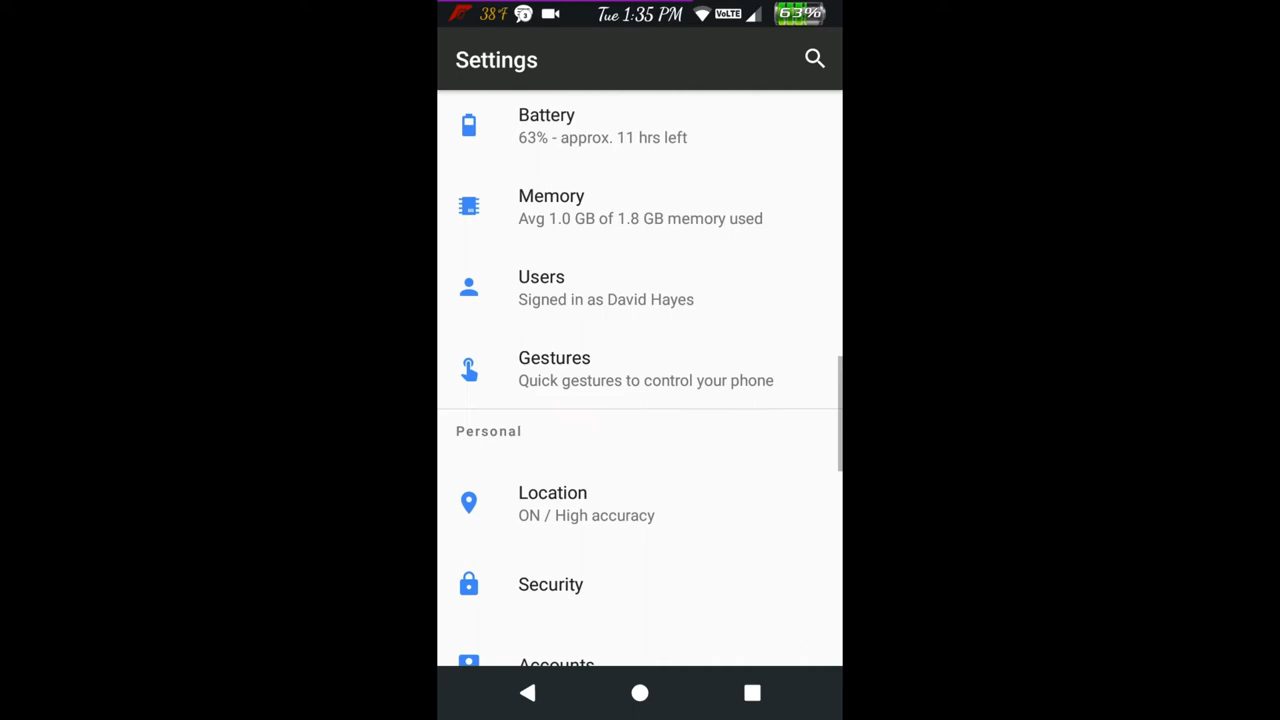 38°F 3 Tue 1:35 PM VoLTE 63%
Settings
Battery
63% - approx. 11 hrs left
Memory
Avg 1.0 GB of 1.8 GB memory used
Users
Signed in as David Hayes
Gestures
Quick gestures to control your phone
Personal
Location
ON / High accuracy
Security
Accounts